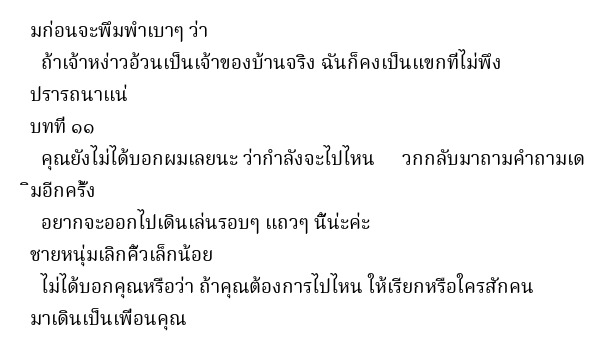 มก่อนจะพึมพำเบาๆ ว่า
ถ้าเจ้าหง่าวอ้วนเป็นเจ้าของบ้านจริง ฉันก็คงเป็นแขกที่ไม่พึง
ปรารถนาแน่
บทที่ ๑๑
คุณยังไม่ได้บอกผมเลยนะ ว่ากำลังจะไปไหน วกกลับมาถามคำถามเด
ิมอีกครั้ง
อยากจะออกไปเดินเล่นรอบๆ แถวๆ นี้น่ะค่ะ
ชายหนุ่มเลิกคิ้วเล็กน้อย
ไม่ได้บอกคุณหรือว่า ถ้าคุณต้องการไปไหน ให้เรียกหรือใครสักคน
มาเดินเป็นเพื่อนคุณ